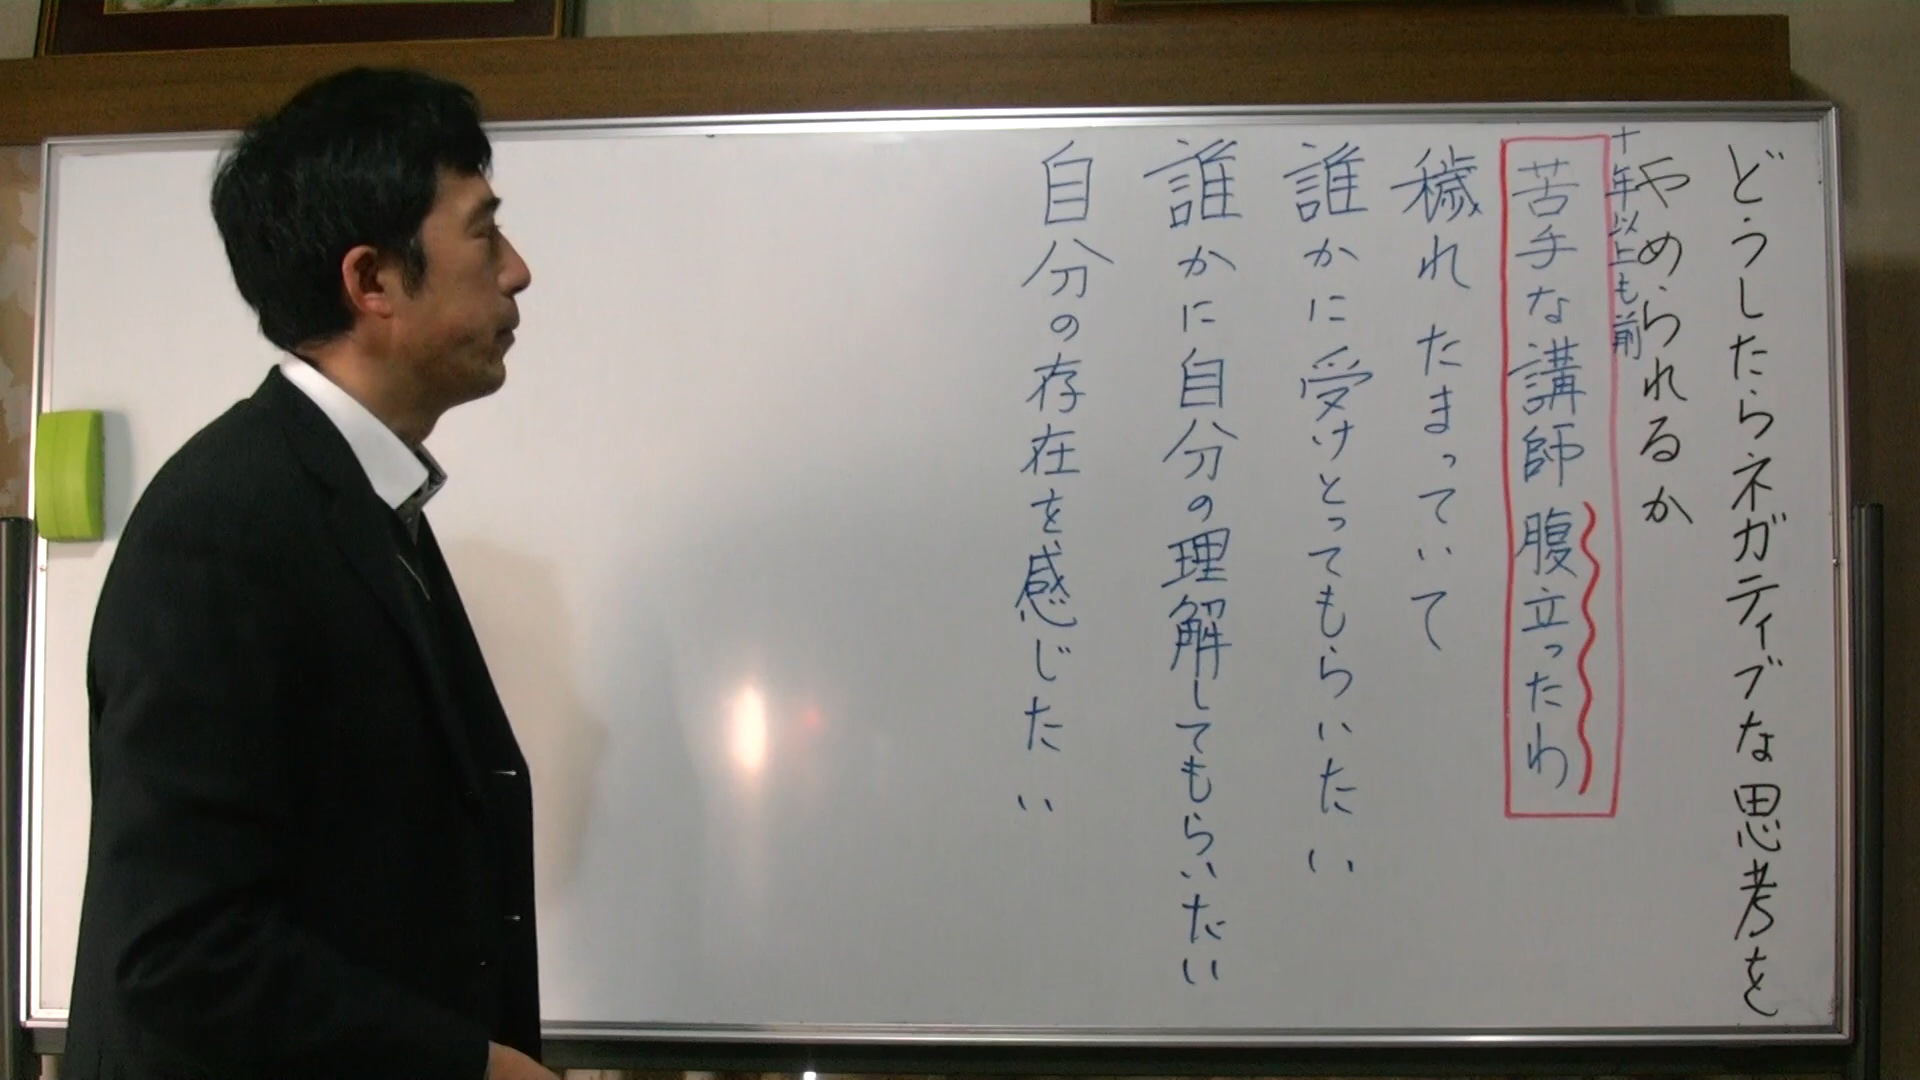 どうしたらネガティブな思考を
やめられるか
十年以上も前
苦手な講師 腹立ったわ
穢れ たまっていて
誰かに受けとってもらいたい
誰かに自分の理解してもらいたい
自分の存在を感じたい